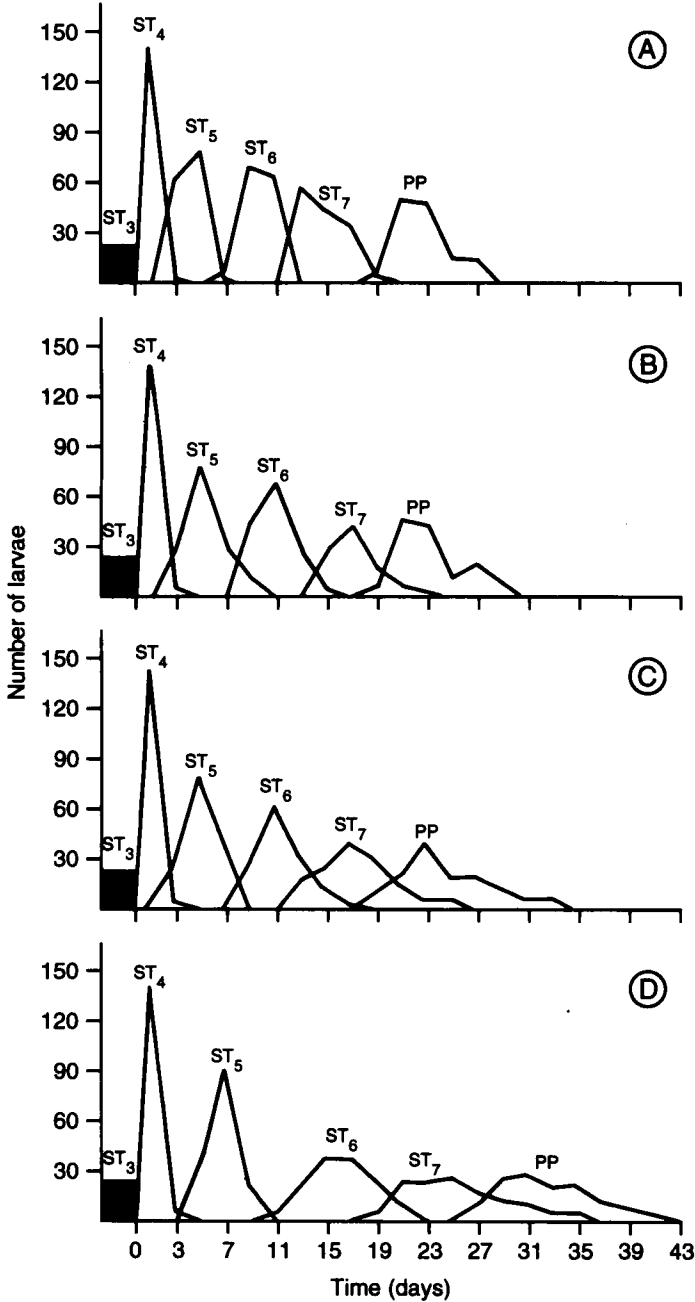 150
120
90
60
30
ST3
ST4
ST5
ST6
ST7
PP
A
150
120
90
60
30
ST3
ST4
ST5
ST6
ST7
PP
B
150
120
90
60
30
ST3
ST4
ST5
ST6
ST7
PP
C
150
120
90
60
30
ST3
ST4
ST5
ST6
ST7
PP
D
0 3 7 11 15 19 23 27 31 35 39 43
Time (days)
Number of larvae